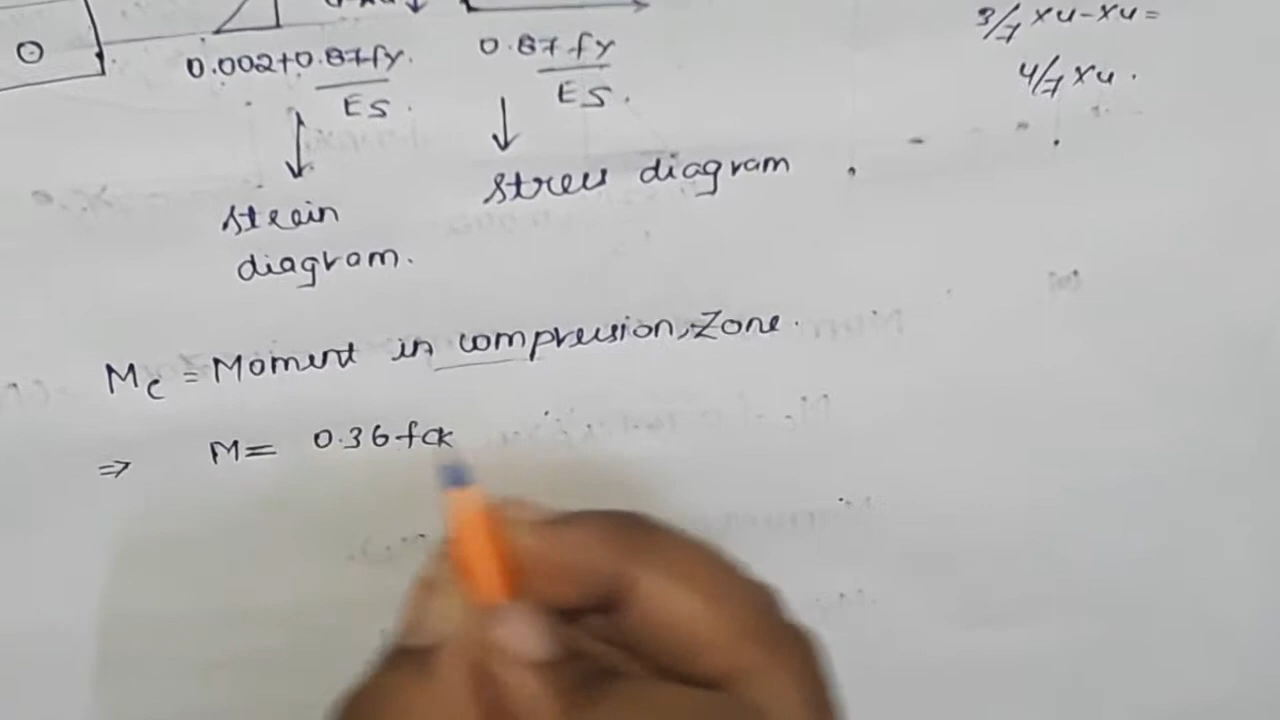 3/7 xu-xu=
4/7 xu.
0.002+0.87fy.
ES.
0.87fy
ES.
stress diagram
strain
diagram.
Mc = Moment in compression, Zone.
⇒ M= 0.36fck